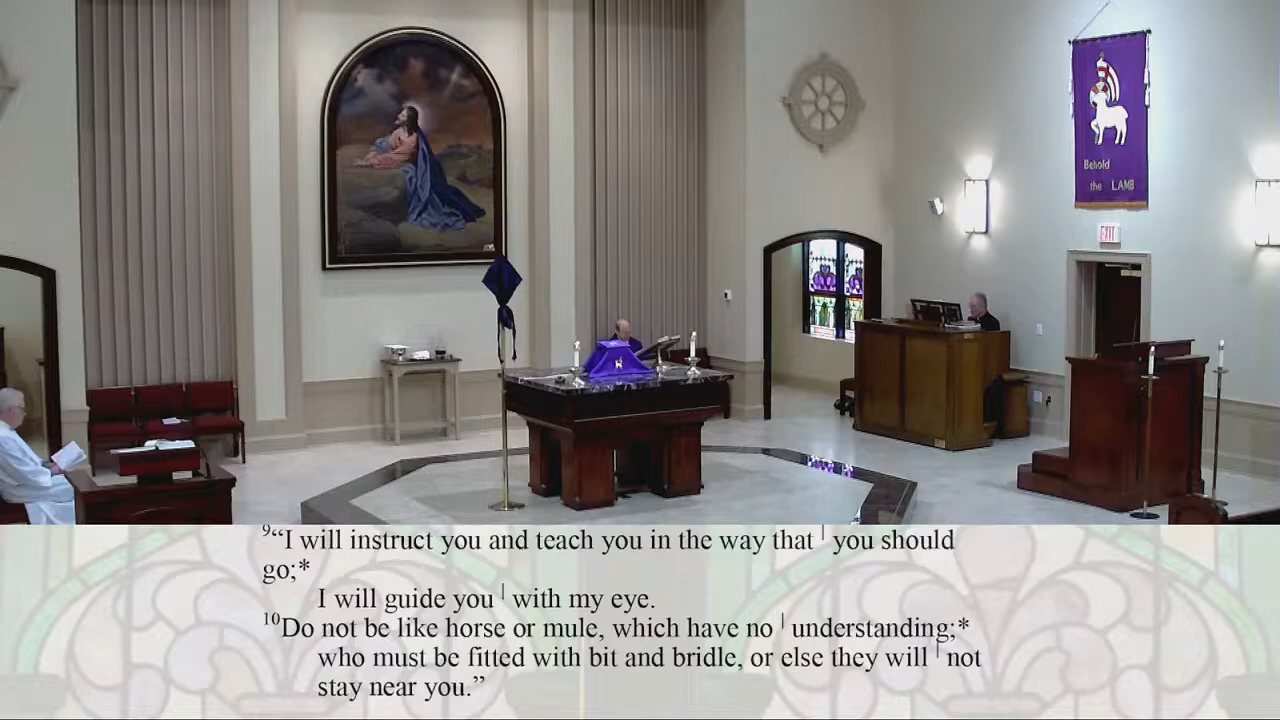 Behold
the LAMB
EXIT
⁹“I will instruct you and teach you in the way that | you should
go;*
I will guide you | with my eye.
¹⁰Do not be like horse or mule, which have no | understanding;*
who must be fitted with bit and bridle, or else they will | not
stay near you.”